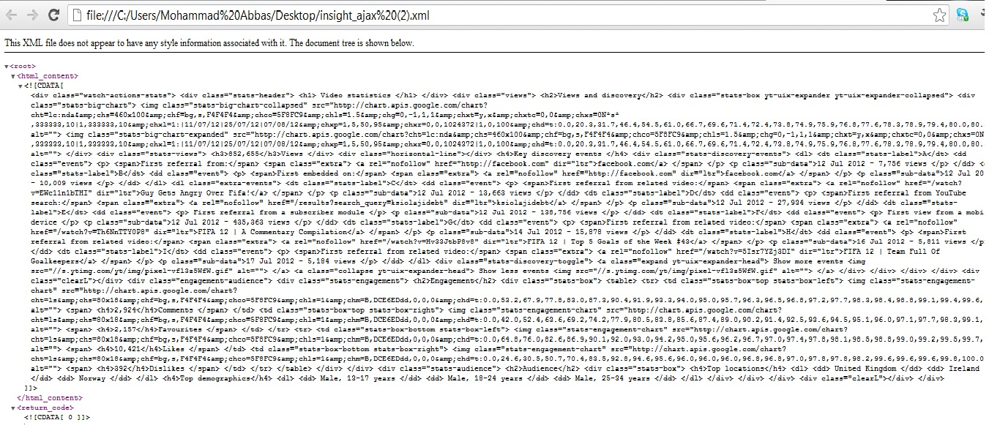 file:///C:/Users/Mohammad%20Abbas/Desktop/insight_ajax%20(2).xml
This XML file does not appear to have any style information associated with it. The document tree is shown below.
▼<root>
▼<html_content>
▼<![CDATA[
<div class="watch-actions-stats"> <div class="stats-header"> <h1> Video statistics </h1> </div> <div class="views"> <h2>Views and discovery</h2> <div class="stats-box yt-uix-expander yt-uix-expander-collapsed"> <div
class="stats-big-chart"> <img class="stats-big-chart-collapsed" src="http://chart.apis.google.com/chart?
cht=lc:nda&amp;chs=460x100&amp;chf=bg,s,F4F4F4&amp;chco=5F8FC9&amp;chls=1.5&amp;chg=0,-1,1,1&amp;chxt=y,x&amp;chxtc=0,0&amp;chxs=0N*s*
,333333,10|1,333333,10&amp;chxl=1:|11/07/12|25/07/12|07/08/12&amp;chxp=1,5,50,95&amp;chxr=0,0,1024372|1,0,100&amp;chd=t:0.0,20.3,31.7,46.4,54.5,61.0,66.7,69.6,71.4,72.4,73.8,74.9,75.9,76.8,77.6,78.3,78.9,79.4,80.0,80.
alt=""> <img class="stats-big-chart-expanded" src="http://chart.apis.google.com/chart?cht=lc:nda&amp;chs=460x100&amp;chf=bg,s,F4F4F4&amp;chco=5F8FC9&amp;chls=1.5&amp;chg=0,-1,1,1&amp;chxt=y,x&amp;chxtc=0,0&amp;chxs=0N
,333333,10|1,333333,10&amp;chxl=1:|11/07/12|25/07/12|07/08/12&amp;chxp=1,5,50,95&amp;chxr=0,0,1024372|1,0,100&amp;chd=t:0.0,20.3,31.7,46.4,54.5,61.0,66.7,69.6,71.4,72.4,73.8,74.9,75.9,76.8,77.6,78.3,78.9,79.4,80.0,80.
alt=""> </div> <div class="stats-views"> <h3>852,655</h3>Views </div> <div class="horizontal-line"></div> <h4>Key discovery events </h4> <div class="stats-discovery-events"> <dl> <dt class="stats-label">A</dt> <dd
class="event"> <p> <span>First referral from:</span> <span class="extra"> <a rel="nofollow" href="http://facebook.com" dir="ltr">facebook.com</a> </span> </p> <p class="sub-data">12 Jul 2012 - 7,756 views </p> </dd> <d
class="stats-label">B</dt> <dd class="event"> <p> <span>First embedded on:</span> <span class="extra"> <a rel="nofollow" href="http://facebook.com" dir="ltr">facebook.com</a> </span> </p> <p class="sub-data">12 Jul 20
- 10,009 views </p> </dd> </dl> <dl class="extra-events"> <dt class="stats-label">C</dt> <dd class="event"> <p> <span>First referral from related video:</span> <span class="extra"> <a rel="nofollow" href="/watch?
v=EWc11n1bTHI" dir="ltr">Guy Gets Angry Over Fifa!</a> </span> </p> <p class="sub-data">12 Jul 2012 - 13,663 views </p> </dd> <dt class="stats-label">D</dt> <dd class="event"> <p> <span>First referral from YouTube
search:</span> <span class="extra"> <a rel="nofollow" href="/results?search_query=ksiolajidebt" dir="ltr">ksiolajidebt</a> </span> </p> <p class="sub-data">12 Jul 2012 - 27,934 views </p> </dd> <dt class="stats-
label">E</dt> <dd class="event"> <p> First referral from a subscriber module </p> <p class="sub-data">12 Jul 2012 - 138,756 views </p> </dd> <dt class="stats-label">F</dt> <dd class="event"> <p> First view from a mobi
device </p> <p class="sub-data">12 Jul 2012 - 435,363 views </p> </dd> <dt class="stats-label">G</dt> <dd class="event"> <p> <span>First referral from related video:</span> <span class="extra"> <a rel="nofollow"
href="/watch?v=Th6NnTTY0P8" dir="ltr">FIFA 12 | A Commentary Compilation</a> </span> </p> <p class="sub-data">14 Jul 2012 - 15,878 views </p> </dd> <dt class="stats-label">H</dt> <dd class="event"> <p> <span>First
referral from related video:</span> <span class="extra"> <a rel="nofollow" href="/watch?v=Hv33JtbP8v8" dir="ltr">FIFA 12 | Top 5 Goals of the Week #43</a> </span> </p> <p class="sub-data">16 Jul 2012 - 5,811 views </p
</dd> <dt class="stats-label">I</dt> <dd class="event"> <p> <span>First referral from related video:</span> <span class="extra"> <a rel="nofollow" href="/watch?v=5Isr7YZj3DI" dir="ltr">FIFA 12 | Team Full Of
Goalkeepers</a> </span> </p> <p class="sub-data">17 Jul 2012 - 5,184 views </p> </dd> </dl> <div class="stats-discovery-toggle"> <a class="expand yt-uix-expander-head"> Show more events <img
src="//s.ytimg.com/yt/img/pixel-vfl3z5WfW.gif" alt=""> </a> <a class="collapse yt-uix-expander-head"> Show less events <img src="//s.ytimg.com/yt/img/pixel-vfl3z5WfW.gif" alt=""> </a> </div> </div> </div> </div> <div
class="clearL"></div> <div class="engagement-audience"> <div class="stats-engagement"> <h2>Engagement</h2> <div class="stats-box"> <table> <tr> <td class="stats-box-top stats-box-left"> <img class="stats-engagement-
chart" src="http://chart.apis.google.com/chart?
cht=ls&amp;chs=80x18&amp;chf=bg,s,F4F4F4&amp;chco=5F8FC9&amp;chls=1&amp;chm=B,DCE6EDdd,0,0,0&amp;chd=t:0.0,53.2,67.9,77.8,83.0,87.3,90.4,91.9,93.3,94.0,95.0,95.7,96.3,96.5,96.8,97.2,97.7,98.3,98.4,98.8,99.1,99.4,99.6,
alt=""> <span> <h4>2,924</h4>Comments </span> </td> <td class="stats-box-top stats-box-right"> <img class="stats-engagement-chart" src="http://chart.apis.google.com/chart?
cht=ls&amp;chs=80x18&amp;chf=bg,s,F4F4F4&amp;chco=5F8FC9&amp;chls=1&amp;chm=B,DCE6EDdd,0,0,0&amp;chd=t:0.0,42.0,52.4,63.6,69.2,74.2,77.9,80.5,83.8,85.6,87.4,89.0,90.2,91.4,92.5,93.6,94.5,95.1,96.0,97.1,97.7,98.3,99.1,
alt=""> <span> <h4>2,157</h4>Favourites </span> </td> </tr> <tr> <td class="stats-box-bottom stats-box-left"> <img class="stats-engagement-chart" src="http://chart.apis.google.com/chart?
cht=ls&amp;chs=80x18&amp;chf=bg,s,F4F4F4&amp;chco=5F8FC9&amp;chls=1&amp;chm=B,DCE6EDdd,0,0,0&amp;chd=t:0.0,64.8,76.0,82.6,86.9,90.1,92.0,93.0,94.2,95.0,95.6,96.2,96.7,97.0,97.4,97.8,98.1,98.5,98.8,99.0,99.2,99.5,99.7,
alt=""> <span> <h4>10,421</h4>Likes </span> </td> <td class="stats-box-bottom stats-box-right"> <img class="stats-engagement-chart" src="http://chart.apis.google.com/chart?
cht=ls&amp;chs=80x18&amp;chf=bg,s,F4F4F4&amp;chco=5F8FC9&amp;chls=1&amp;chm=B,DCE6EDdd,0,0,0&amp;chd=t:0.0,24.6,30.5,50.7,70.4,83.5,92.8,94.6,95.6,96.0,96.0,96.0,96.8,96.8,97.0,97.8,97.8,98.2,99.6,99.6,99.6,99.8,100.0
alt=""> <span> <h4>392</h4>Dislikes </span> </td> </tr> </table> </div> </div> <div class="stats-audience"> <h2>Audience</h2> <div class="stats-box"> <h4>Top locations</h4> <dl> <dd> United Kingdom </dd> <dd> Ireland
</dd> <dd> Norway </dd> </dl> <h4>Top demographics</h4> <dl> <dd> Male, 13-17 years </dd> <dd> Male, 18-24 years </dd> <dd> Male, 25-34 years </dd> </dl> </div> </div> </div> <div class="clearL"></div> </div>
]]>
</html_content>
▼<return_code>
<![CDATA[ 0 ]]>